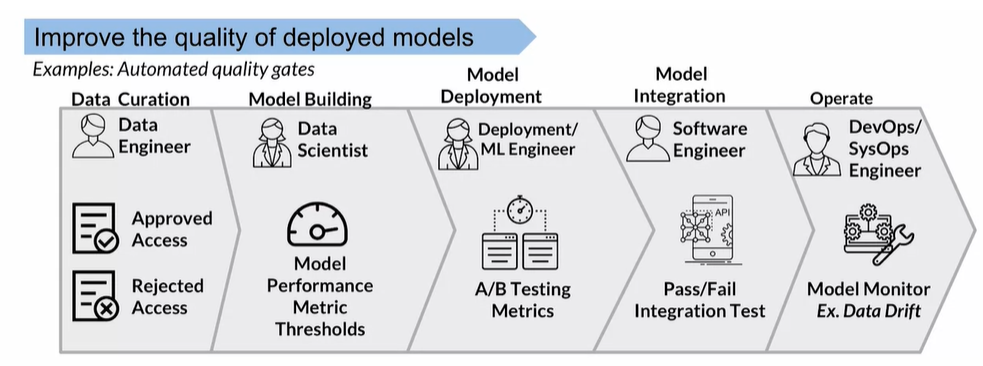 Improve the quality of deployed models
Examples: Automated quality gates
Data Curation
Data
Engineer
Approved
Access
Rejected
Access
Model Building
Data
Scientist
Model
Performance
Metric
Thresholds
Model
Deployment
Deployment/
ML Engineer
A/B Testing
Metrics
Model
Integration
Software
Engineer
API
Pass/Fail
Integration Test
Operate
DevOps/
SysOps
Engineer
Model Monitor
Ex. Data Drift